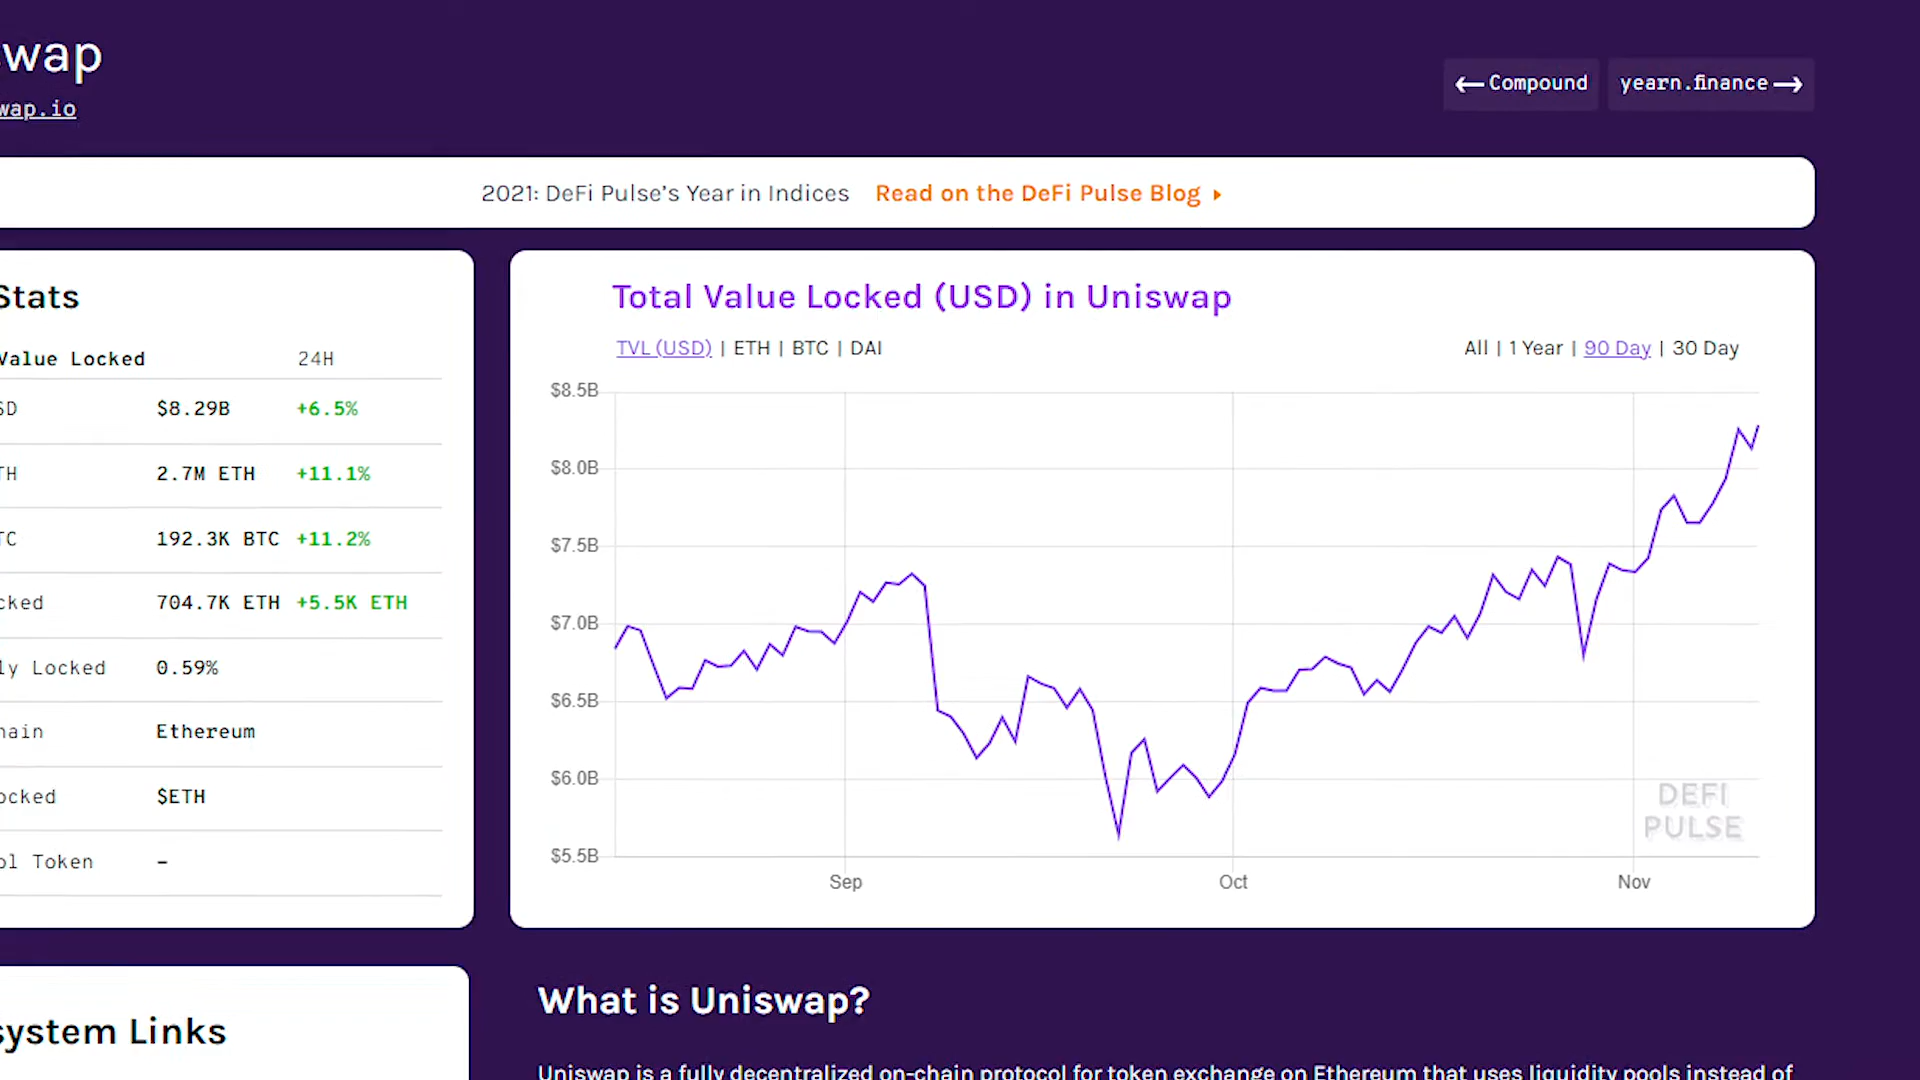 wap
wap.io
Compound
yearn.finance
2021: DeFi Pulse's Year in Indices Read on the DeFi Pulse Blog
Stats
Value Locked 24H
$8.29B +6.5%
2.7M ETH +11.1%
192.3K BTC +11.2%
704.7K ETH +5.5K ETH
ly Locked 0.59%
Ethereum
$ETH
Token –
Total Value Locked (USD) in Uniswap
TVL (USD) | ETH | BTC | DAI
All | 1 Year | 90 Day | 30 Day
$8.5B
$8.0B
$7.5B
$7.0B
$6.5B
$6.0B
$5.5B
Sep Oct Nov
DEFI
PULSE
system Links
What is Uniswap?
Uniswap is a fully decentralized on-chain protocol for token exchange on Ethereum that uses liquidity pools instead of